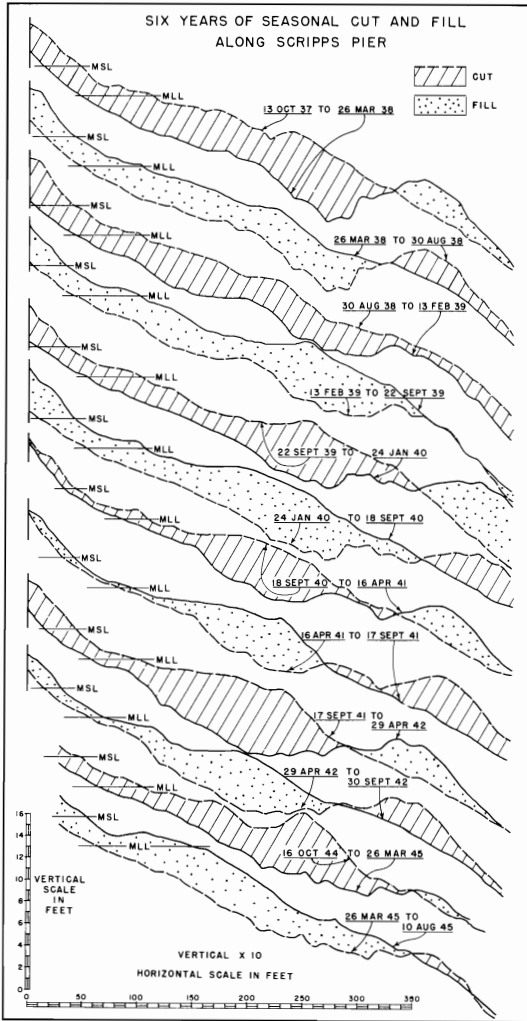 SIX YEARS OF SEASONAL CUT AND FILL
ALONG SCRIPPS PIER
CUT
FILL
MSL
MLL
13 OCT 37 TO 26 MAR 38
MSL
MLL
26 MAR 38 TO 30 AUG 38
MSL
MLL
30 AUG 38 TO 13 FEB 39
MSL
MLL
13 FEB 39 TO 22 SEPT 39
MSL
MLL
22 SEPT 39 TO 24 JAN 40
MSL
MLL
24 JAN 40 TO 18 SEPT 40
MSL
MLL
18 SEPT 40 TO 16 APR 41
MSL
MLL
16 APR 41 TO 17 SEPT 41
MSL
MLL
17 SEPT 41 TO
29 APR 42
MSL
MLL
29 APR 42 TO
30 SEPT 42
MSL
MLL
16 OCT 44 TO 26 MAR 45
MSL
MLL
26 MAR 45 TO
10 AUG 45
16
14
12
10
8
6
4
2
0
VERTICAL
SCALE
IN
FEET
VERTICAL X 10
HORIZONTAL SCALE IN FEET
0 50 100 150 200 250 300 350